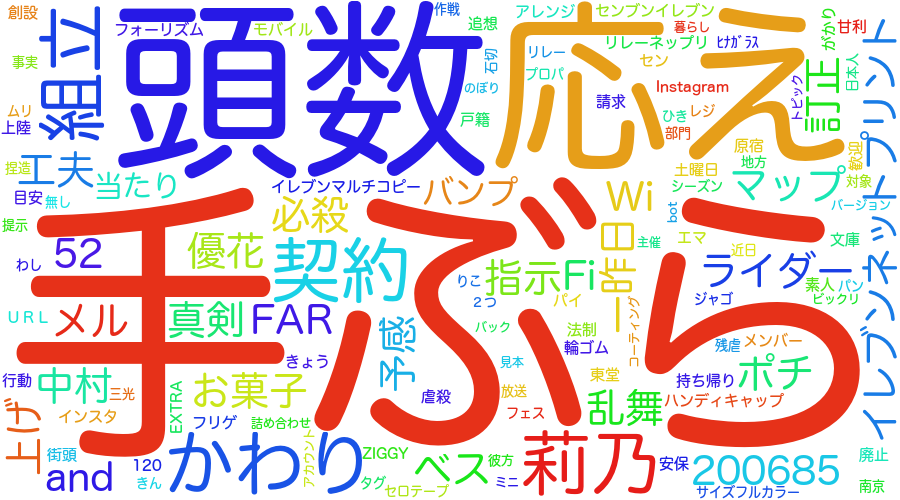 創設
フォーリズム
モバイル
作戦
追想
アレンジ
センブンイレブン
がかり
甘利
事実
組立
頭数
石切
応え
リレー
リレーネップリ
暮らし
ﾋﾅｶﾞﾗｽ
セン
プロパ
のぼり
Instagram
トピック
訂正
日本人
イレブンネットプリント
ムリ
上陸
戸籍
請求
ひき
レジ
部門
原宿
地方
歓迎
捏造
工夫
当たり
イレブンマルチコピー
バンプ
土曜日
シーズン
マップ
対象
目安
無し
必殺
Wi
bot
バージョン
提示
手ぶら
優花
契約
一昨日
主催
エマ
近日
文庫
わし
52
指示
Fi
ライダー
素人
パン
りこ
2つ
パイ
ジャゴ
ビックリ
URL
メル
真剣
FAR
予感
バック
法制
コーティング
輪ゴム
残虐
メンバー
きょう
見本
東堂
持ち帰り
ポチ
行動
中村
三光
お菓子
虐殺
放送
ハンディキャップ
上げ
インスタ
EXTRA
フリゲ
詰め合わせ
フェス
乱舞
街頭
かわり
アカウント
ZIGGY
ベス
彼方
莉乃
安保
廃止
and
120
きん
タグ
セロテープ
ミニ
200685
サイズフルカラー
南京